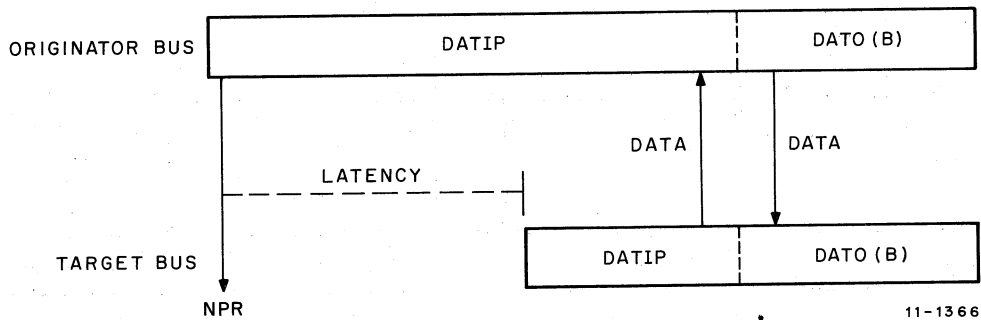 ORIGINATOR BUS
DATIP
DATO (B)
DATA
DATA
LATENCY
TARGET BUS
DATIP
DATO (B)
NPR
11-1366